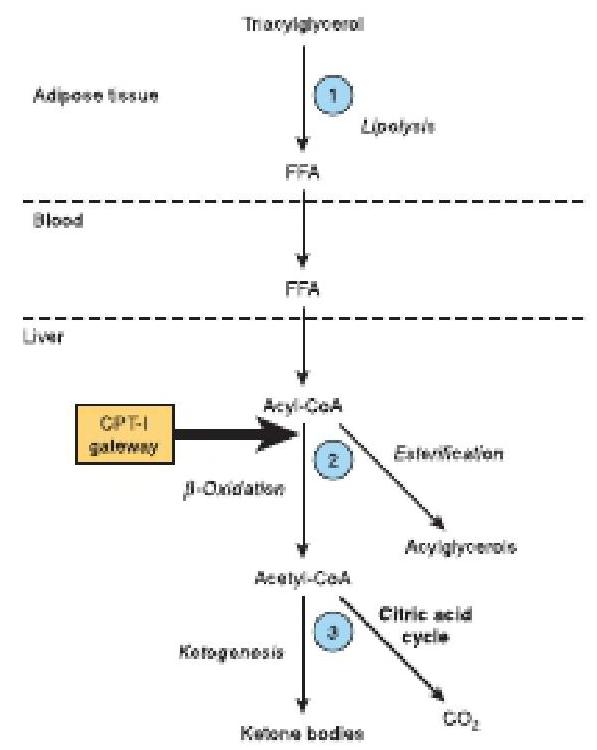 Triacylglycerol
1
Adipose tissue
Lipolysis
FFA
Blood
FFA
Liver
Acyl-CoA
CPT-I
gateway
2
Esterification
β-Oxidation
Acylglycerols
Acetyl-CoA
Citric acid
cycle
3
Ketogenesis
CO₂
Ketone bodies